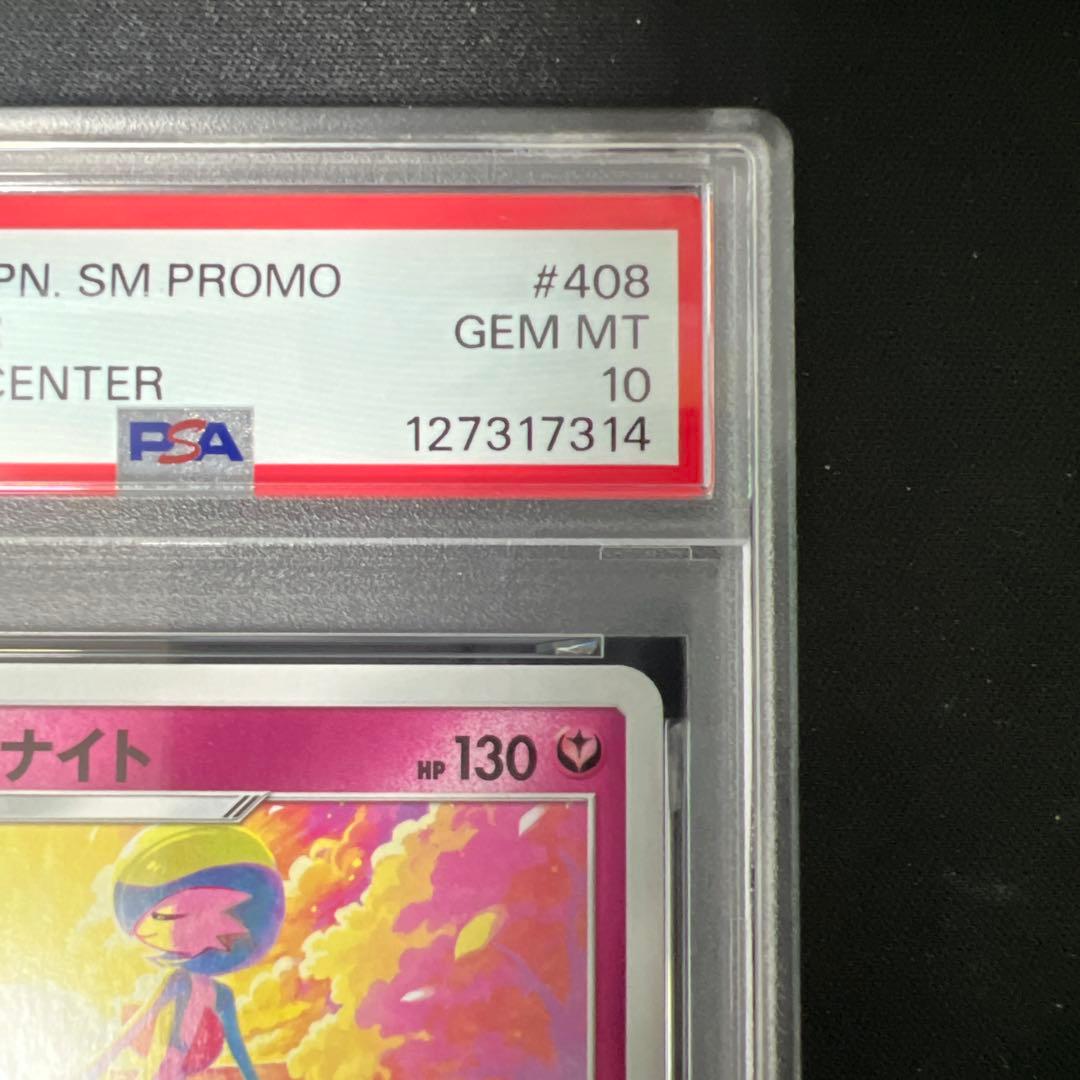 PN. SM PROMO #408
GEM MT
CENTER 10
PSA 127317314
ナイト HP 130